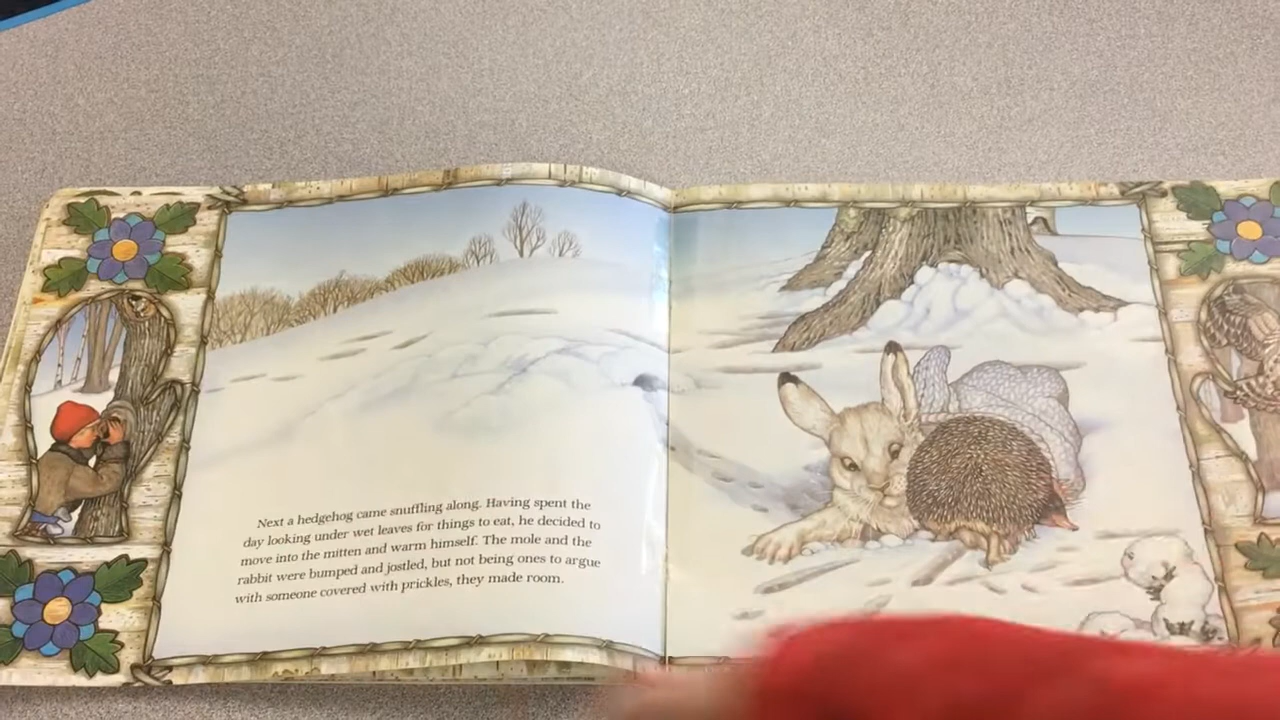 Next a hedgehog came snuffling along. Having spent the
day looking under wet leaves for things to eat, he decided to
move into the mitten and warm himself. The mole and the
rabbit were bumped and jostled, but not being ones to argue
with someone covered with prickles, they made room.